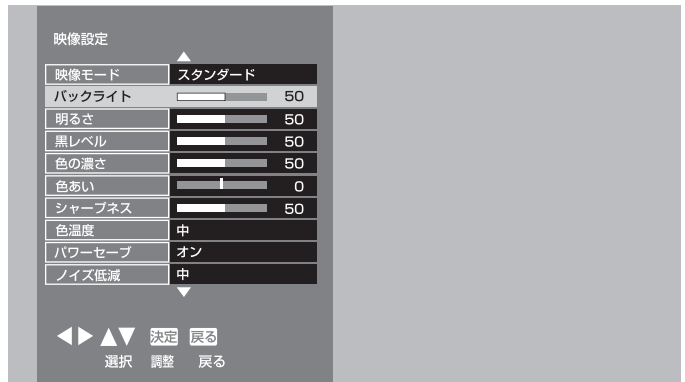 映像設定
映像モード スタンダード
バックライト 50
明るさ 50
黒レベル 50
色の濃さ 50
色あい 0
シャープネス 50
色温度 中
パワーセーブ オン
ノイズ低減 中
決定 戻る
選択 調整 戻る